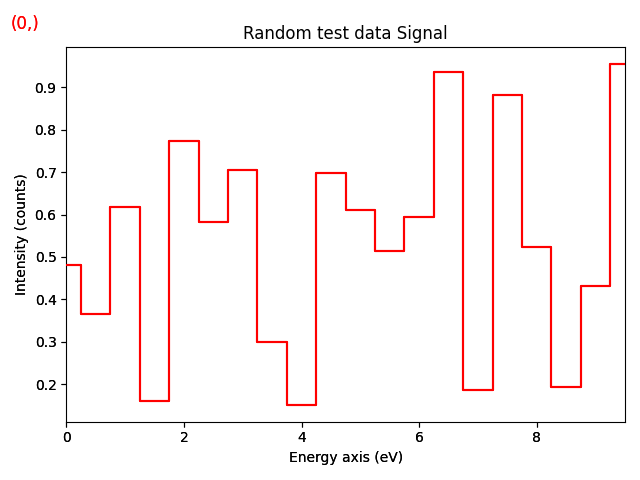 (0,)
Random test data Signal
0.9
0.8
0.7
0.6
0.5
0.4
0.3
0.2
Intensity (counts)
0 2 4 6 8
Energy axis (eV)